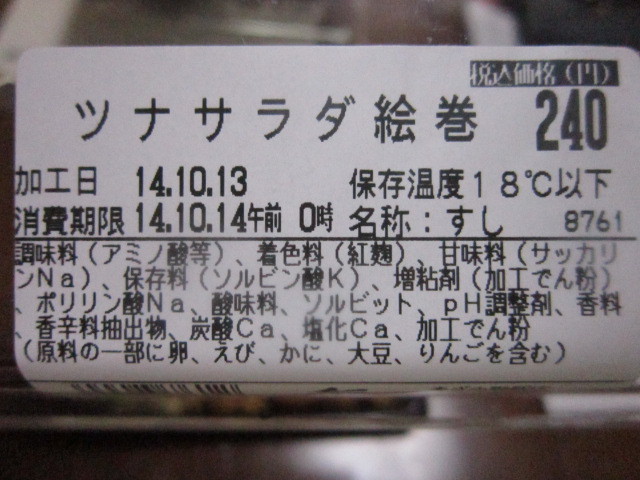 税込価格(円)
ツナサラダ絵巻 240
加工日 14.10.13 保存温度18℃以下
消費期限 14.10.14午前 0時 名称:すし 8761
調味料(アミノ酸等)、着色料(紅麹)、甘味料(サッカリ
ンNa)、保存料(ソルビン酸K)、増粘剤(加工でん粉)
、ポリリン酸Na、酸味料、ソルビット、pH調整剤、香料
、香辛料抽出物、炭酸Ca、塩化Ca、加工でん粉
(原料の一部に卵、えび、かに、大豆、りんごを含む)